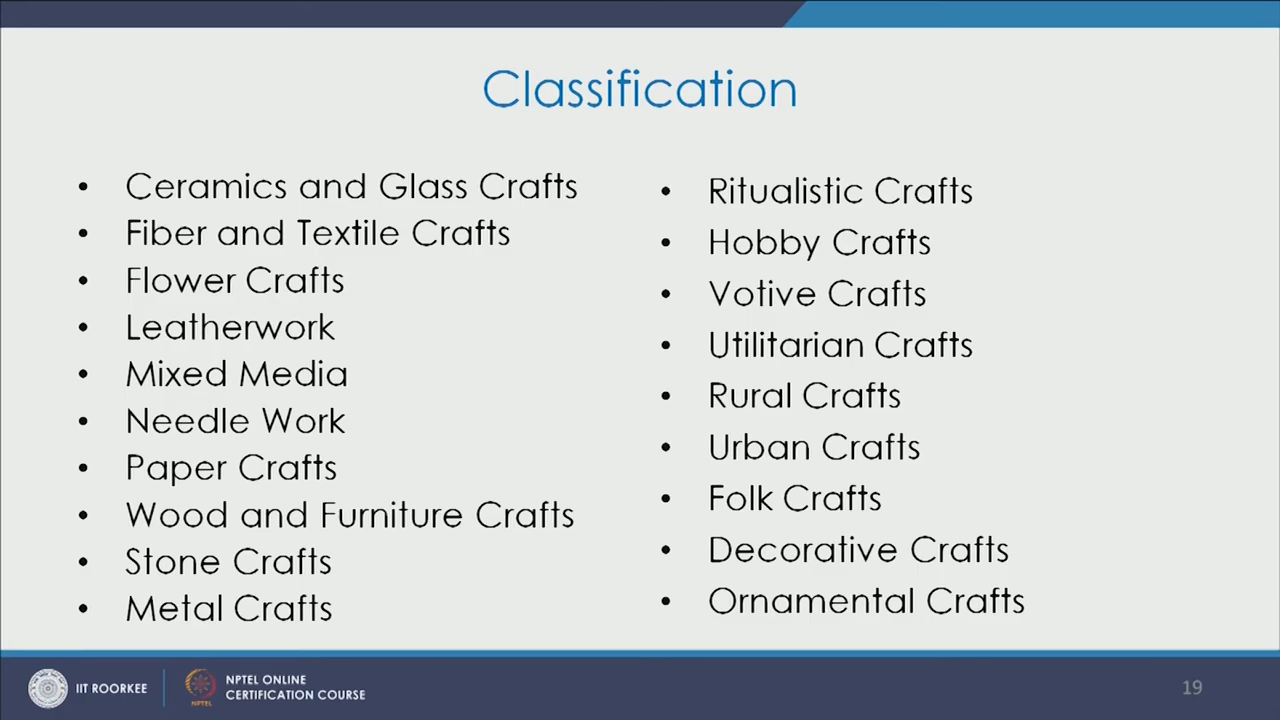 Classification
• Ceramics and Glass Crafts
• Fiber and Textile Crafts
• Flower Crafts
• Leatherwork
• Mixed Media
• Needle Work
• Paper Crafts
• Wood and Furniture Crafts
• Stone Crafts
• Metal Crafts
• Ritualistic Crafts
• Hobby Crafts
• Votive Crafts
• Utilitarian Crafts
• Rural Crafts
• Urban Crafts
• Folk Crafts
• Decorative Crafts
• Ornamental Crafts
IIT ROORKEE
NPTEL
NPTEL ONLINE
CERTIFICATION COURSE
19